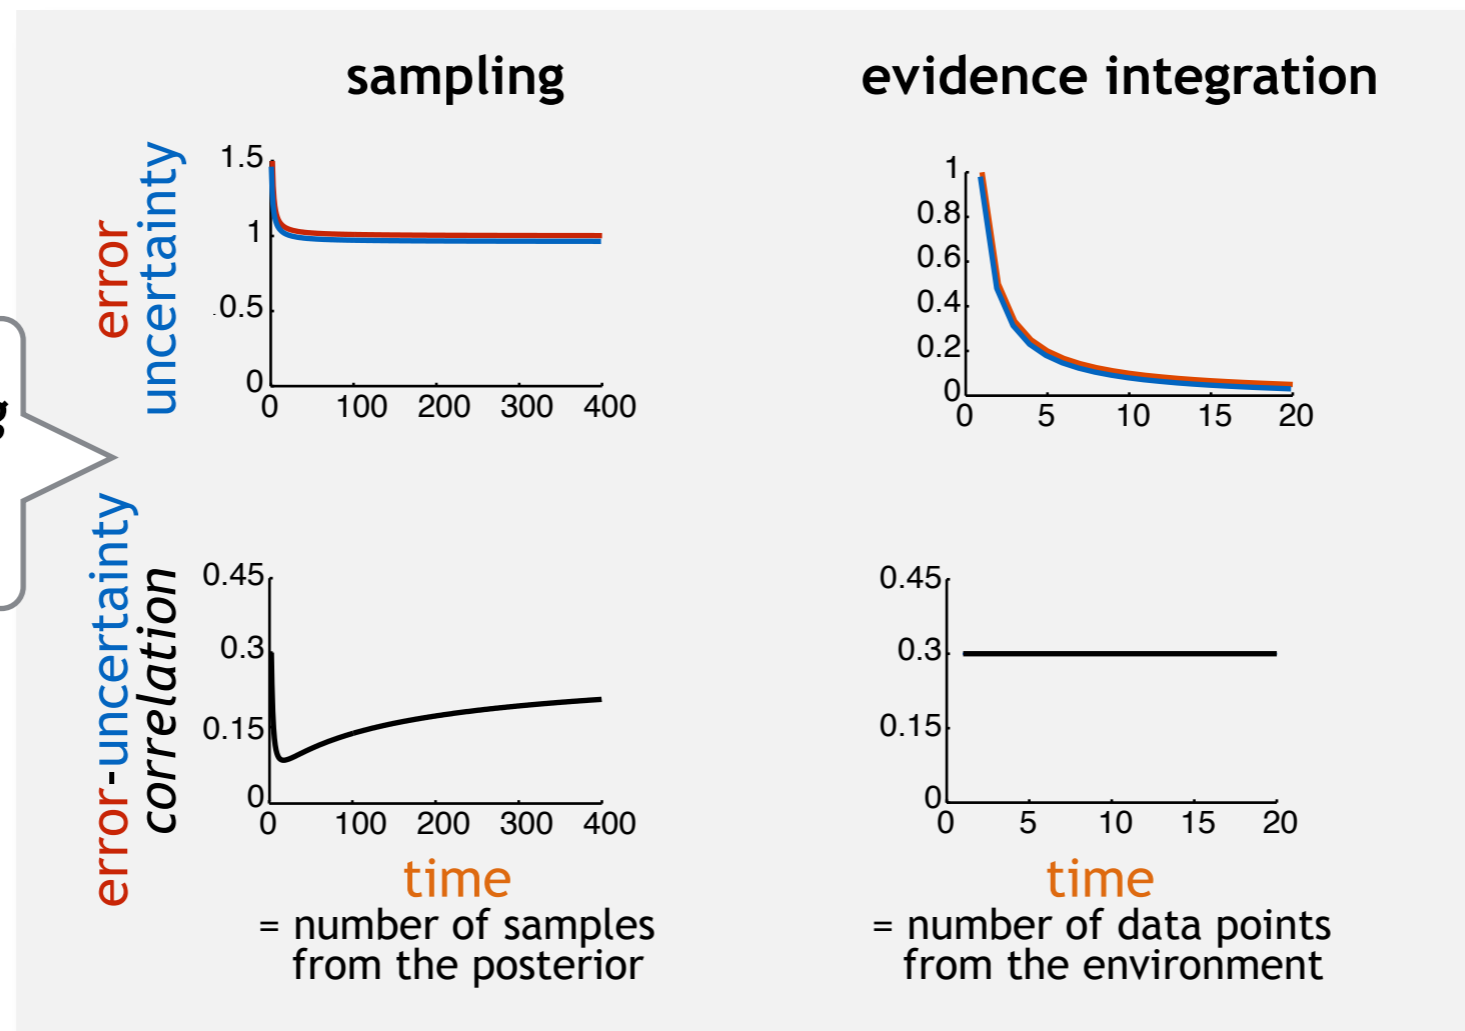 sampling
evidence integration
error
uncertainty
1.5
1
0.5
0
0 100 200 300 400
1
0.8
0.6
0.4
0.2
0
0 5 10 15 20
g
error-uncertainty
correlation
0.45
0.3
0.15
0
0 100 200 300 400
time
= number of samples
from the posterior
0.45
0.3
0.15
0
0 5 10 15 20
time
= number of data points
from the environment